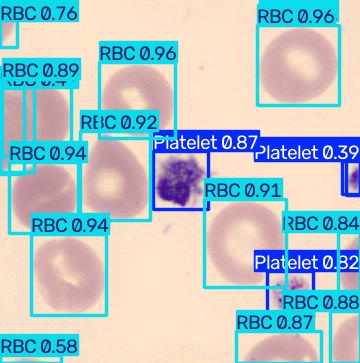 RBC 0.76
RBC 0.96
RBC 0.96
RBC 0.89
RBC 0.92
Platelet 0.87
Platelet 0.39
RBC 0.94
RBC 0.91
RBC 0.94
RBC 0.84
Platelet 0.82
RBC 0.88
RBC 0.87
RBC 0.58